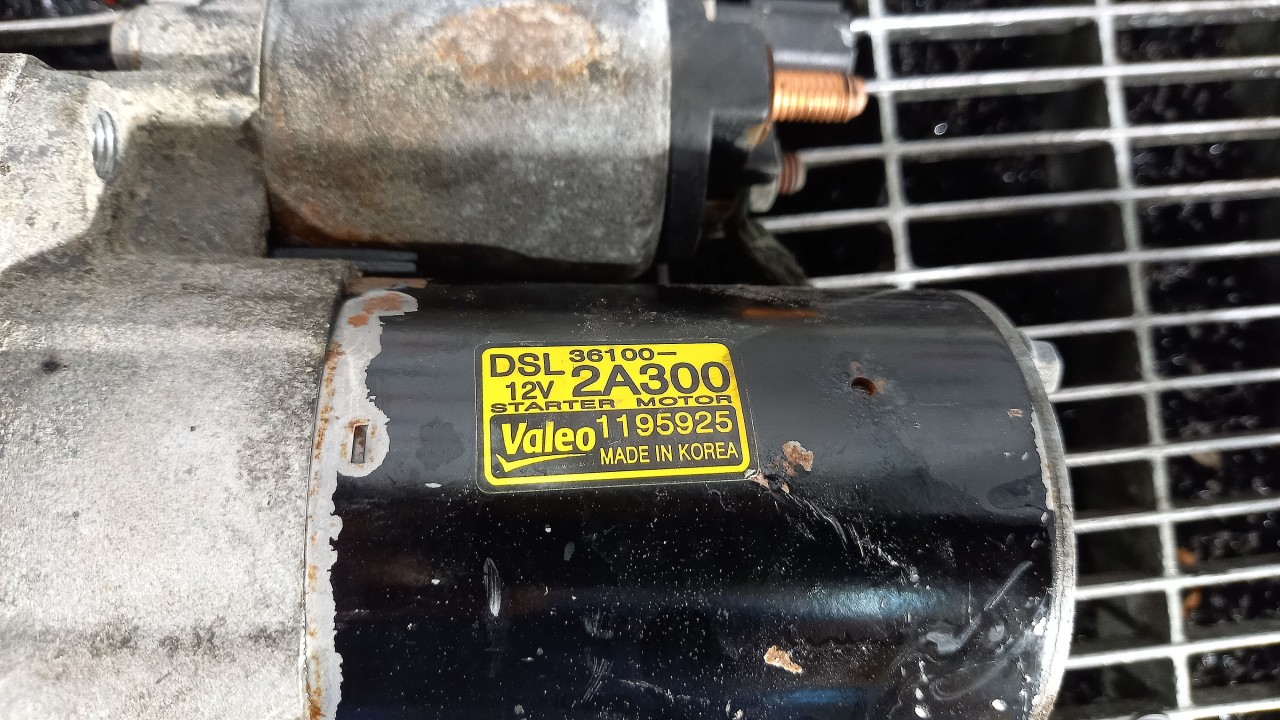 DSL 36100-
12V 2A300
STARTER MOTOR
Valeo 1195925
MADE IN KOREA